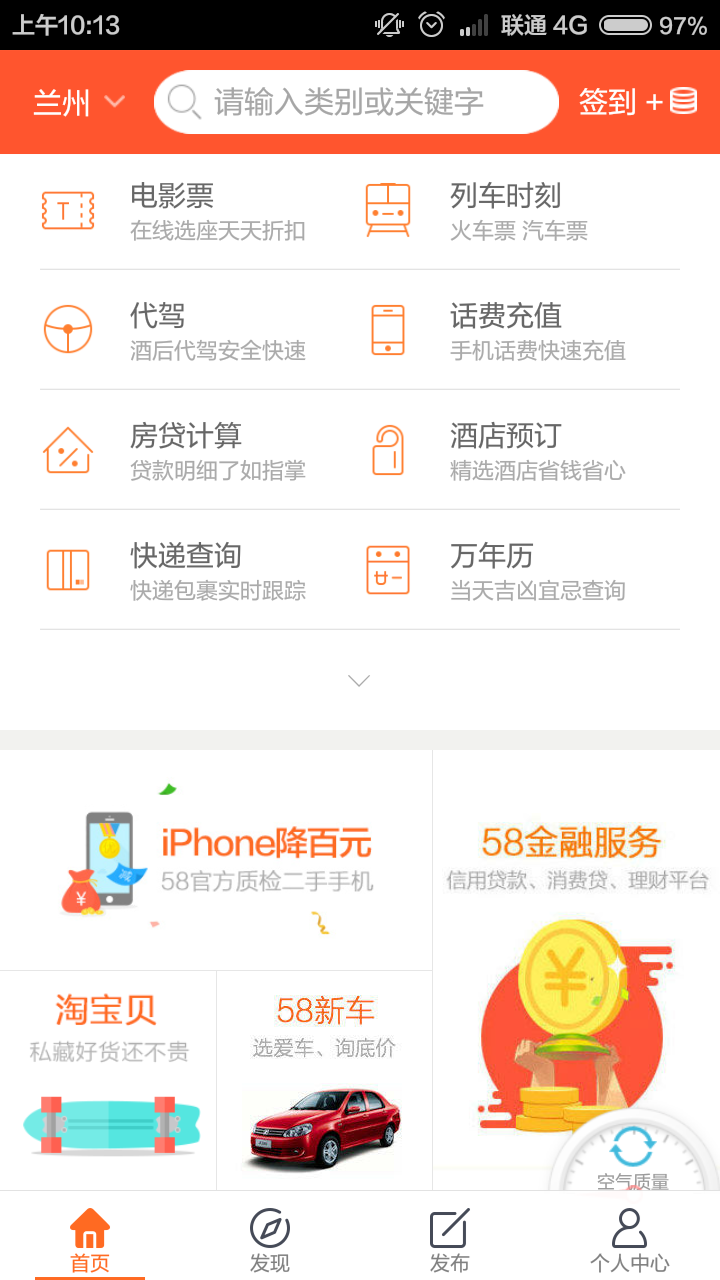 上午10:13
联通 4G
97%
兰州
请输入类别或关键字
签到 +
电影票
在线选座天天折扣
列车时刻
火车票 汽车票
代驾
酒后代驾安全快速
话费充值
手机话费快速充值
房贷计算
贷款明细了如指掌
酒店预订
精选酒店省钱省心
快递查询
快递包裹实时跟踪
万年历
当天吉凶宜忌查询
iPhone降百元
58官方质检二手手机
58金融服务
信用贷款、消费贷、理财平台
淘宝贝
私藏好货还不贵
58新车
选爱车、询底价
空气质量
首页
发现
发布
个人中心